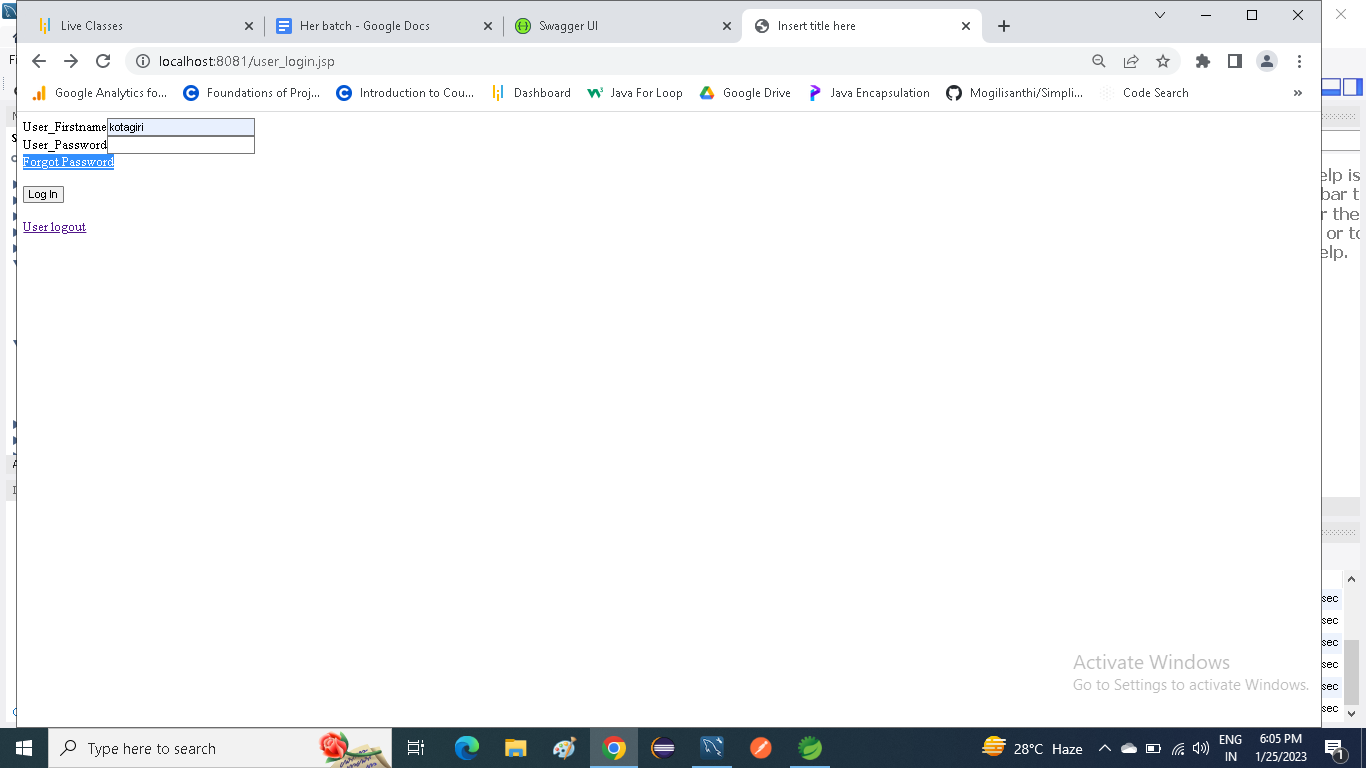 Live Classes
Her batch - Google Docs
Swagger UI
Insert title here
localhost:8081/user_login.jsp
Google Analytics fo...
Foundations of Proj...
Introduction to Cou...
Dashboard
Java For Loop
Google Drive
Java Encapsulation
Mogilisanthi/Simpli...
Code Search
»
User_Firstname kotagiri
User_Password
Forgot Password
Log In
User logout
elp is
bar t
r the
or to
elp.
sec
sec
sec
sec
sec
sec
Activate Windows
Go to Settings to activate Windows.
Type here to search
28°C Haze
ENG
IN
6:05 PM
1/25/2023
1